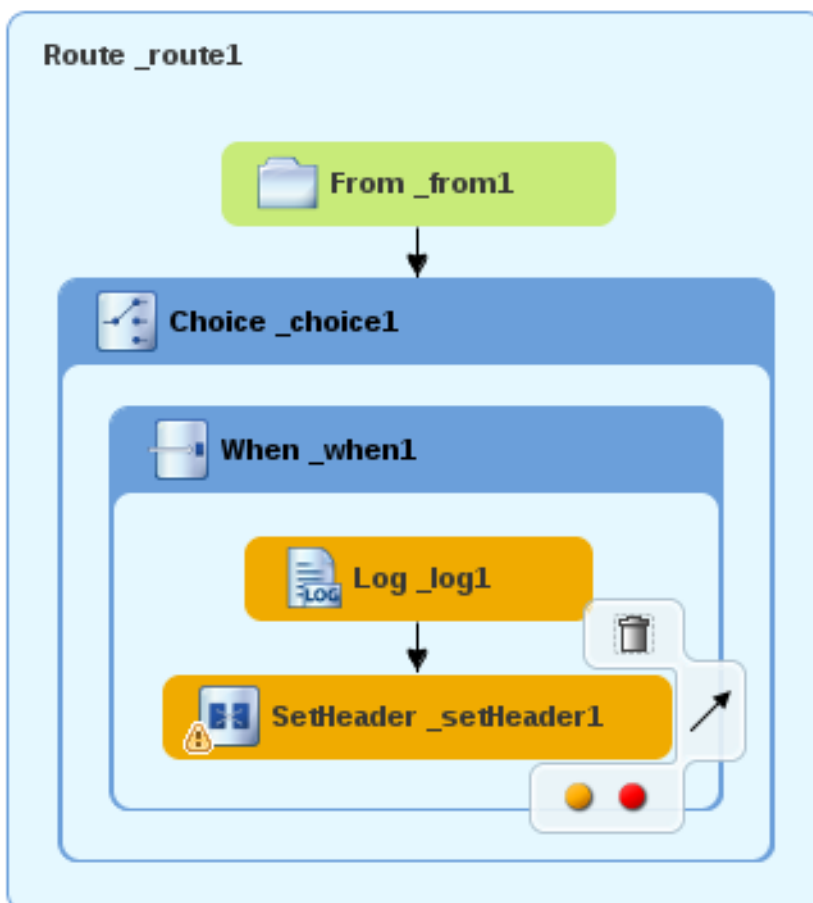 Route _route1
From _from1
Choice _choice1
When _when1
LOG
Log _log1
SetHeader _setHeader1